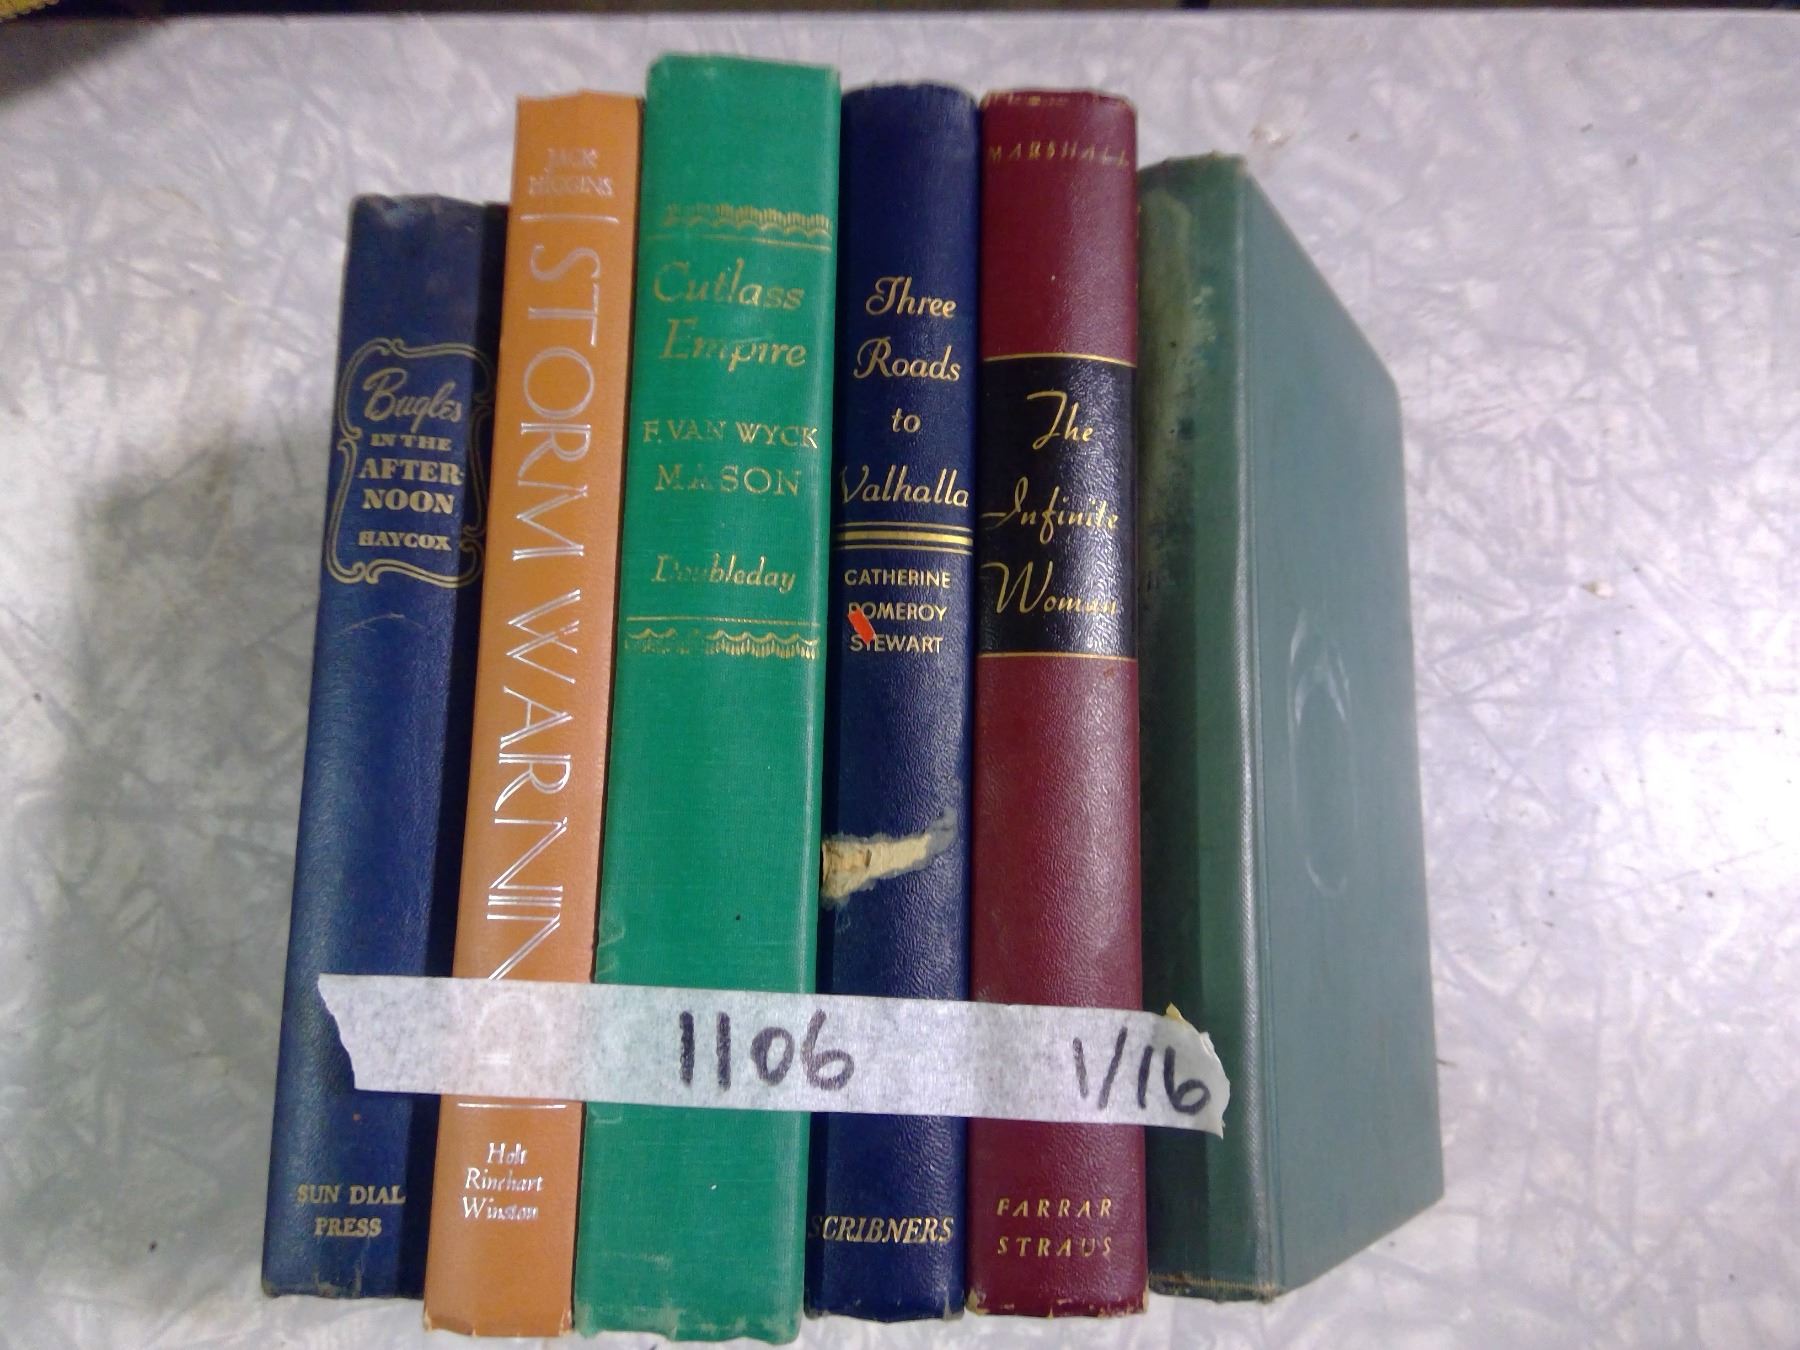 Bugles
IN THE
AFTER-
NOON
HAYCOX
SUN DIAL
PRESS
JACK
HIGGINS
STORM WARNING
Holt
Rinehart
Winston
Cutlass
Empire
F. VAN WYCK
MASON
Doubleday
Three
Roads
to
Valhalla
CATHERINE
POMEROY
STEWART
SCRIBNERS
MARSHALL
The
Infinite
Woman
FARRAR
STRAUS
1106 1/16